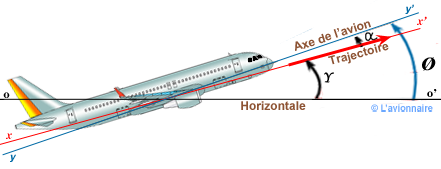 y'
Axe de l'avion
α
x'
Trajectoire
ϒ
Ø
o
o'
Horizontale
© L'avionnaire
x
y